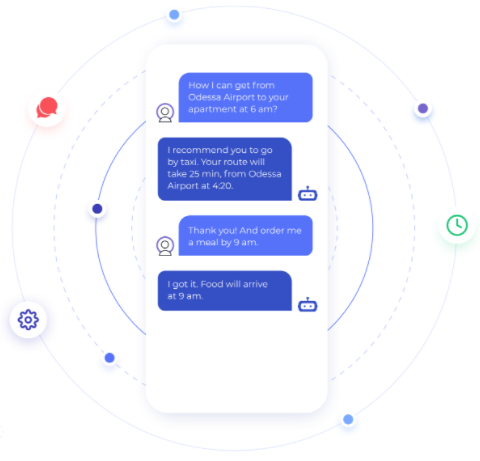 How I can get from
Odessa Airport to your
apartment at 6 am?
I recommend you to go
by taxi. Your route will
take 25 min, from Odessa
Airport at 4:20.
Thank you! And order me
a meal by 9 am.
I got it. Food will arrive
at 9 am.